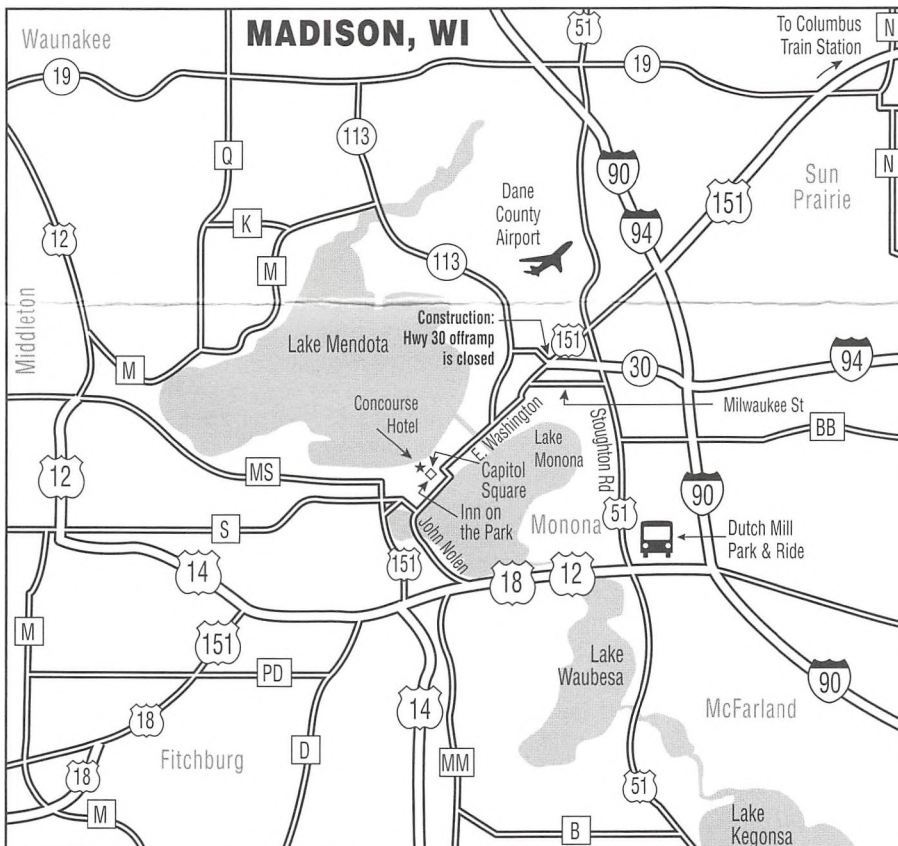 MADISON, WI
Waunakee
51
To Columbus
Train Station
N
19
19
113
Q
90
Sun
Prairie
N
Dane
County
Airport
151
K
94
12
M
113
Middleton
Construction:
Hwy 30 offramp
is closed
151
Lake Mendota
M
30
94
Concourse
Hotel
Milwaukee St
E. Washington
Stoughton Rd
BB
Lake
Monona
12
MS
Capitol
Square
90
Inn on
the Park
Monona
51
S
John Nolen
Dutch Mill
Park & Ride
14
151
18
12
M
151
Lake
Waubesa
PD
90
McFarland
18
14
Fitchburg
D
18
MM
51
M
B
Lake
Kegonsa